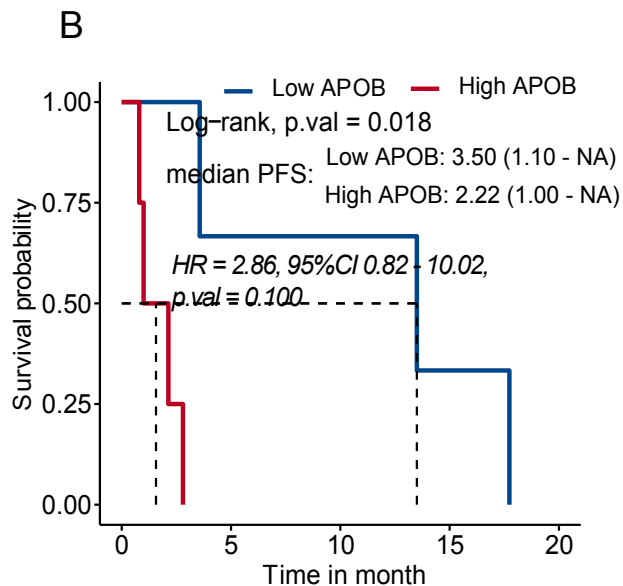 B
Low APOB High APOB
Log-rank, p.val = 0.018
median PFS:
Low APOB: 3.50 (1.10 - NA)
High APOB: 2.22 (1.00 - NA)
HR = 2.86, 95%CI 0.82 - 10.02,
p.val = 0.100
Survival probability
1.00
0.75
0.50
0.25
0.00
0 5 10 15 20
Time in month